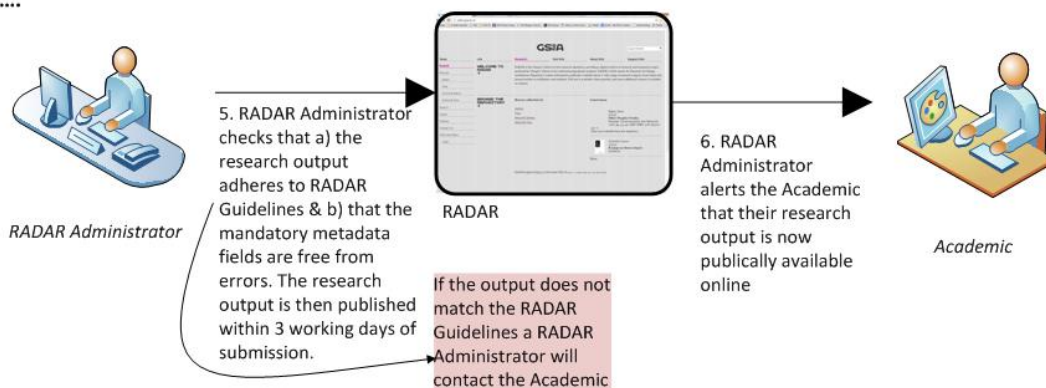 ....
GSIA
5. RADAR Administrator
checks that a) the
research output
adheres to RADAR
Guidelines & b) that the
mandatory metadata
fields are free from
errors. The research
output is then published
within 3 working days of
submission.
RADAR Administrator
RADAR
If the output does not
match the RADAR
Guidelines a RADAR
Administrator will
contact the Academic
6. RADAR
Administrator
alerts the Academic
that their research
output is now
publically available
online
Academic